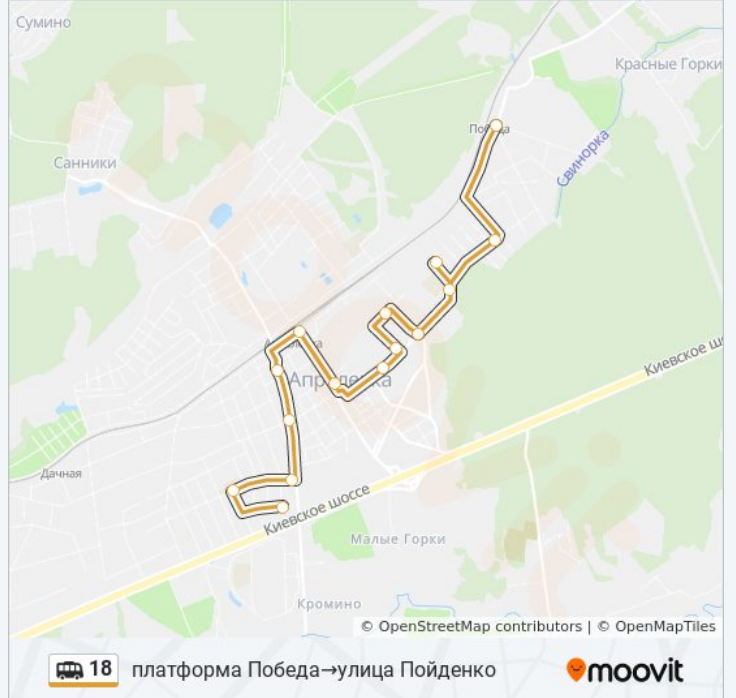 Сумино
Красные Горки
Победа
Свинорка
Санники
Апрелевка
Киевское ш
Дачная
Киевское шоссе
Малые Горки
Кромино
© OpenStreetMap contributors | © OpenMapTiles
18 платформа Победа→улица Пойденко
moovit